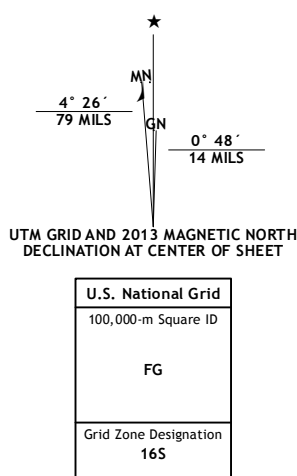 ★
MN
GN
4° 26´
79 MILS
0° 48´
14 MILS
UTM GRID AND 2013 MAGNETIC NORTH
DECLINATION AT CENTER OF SHEET
U.S. National Grid
100,000-m Square ID
FG
Grid Zone Designation
16S